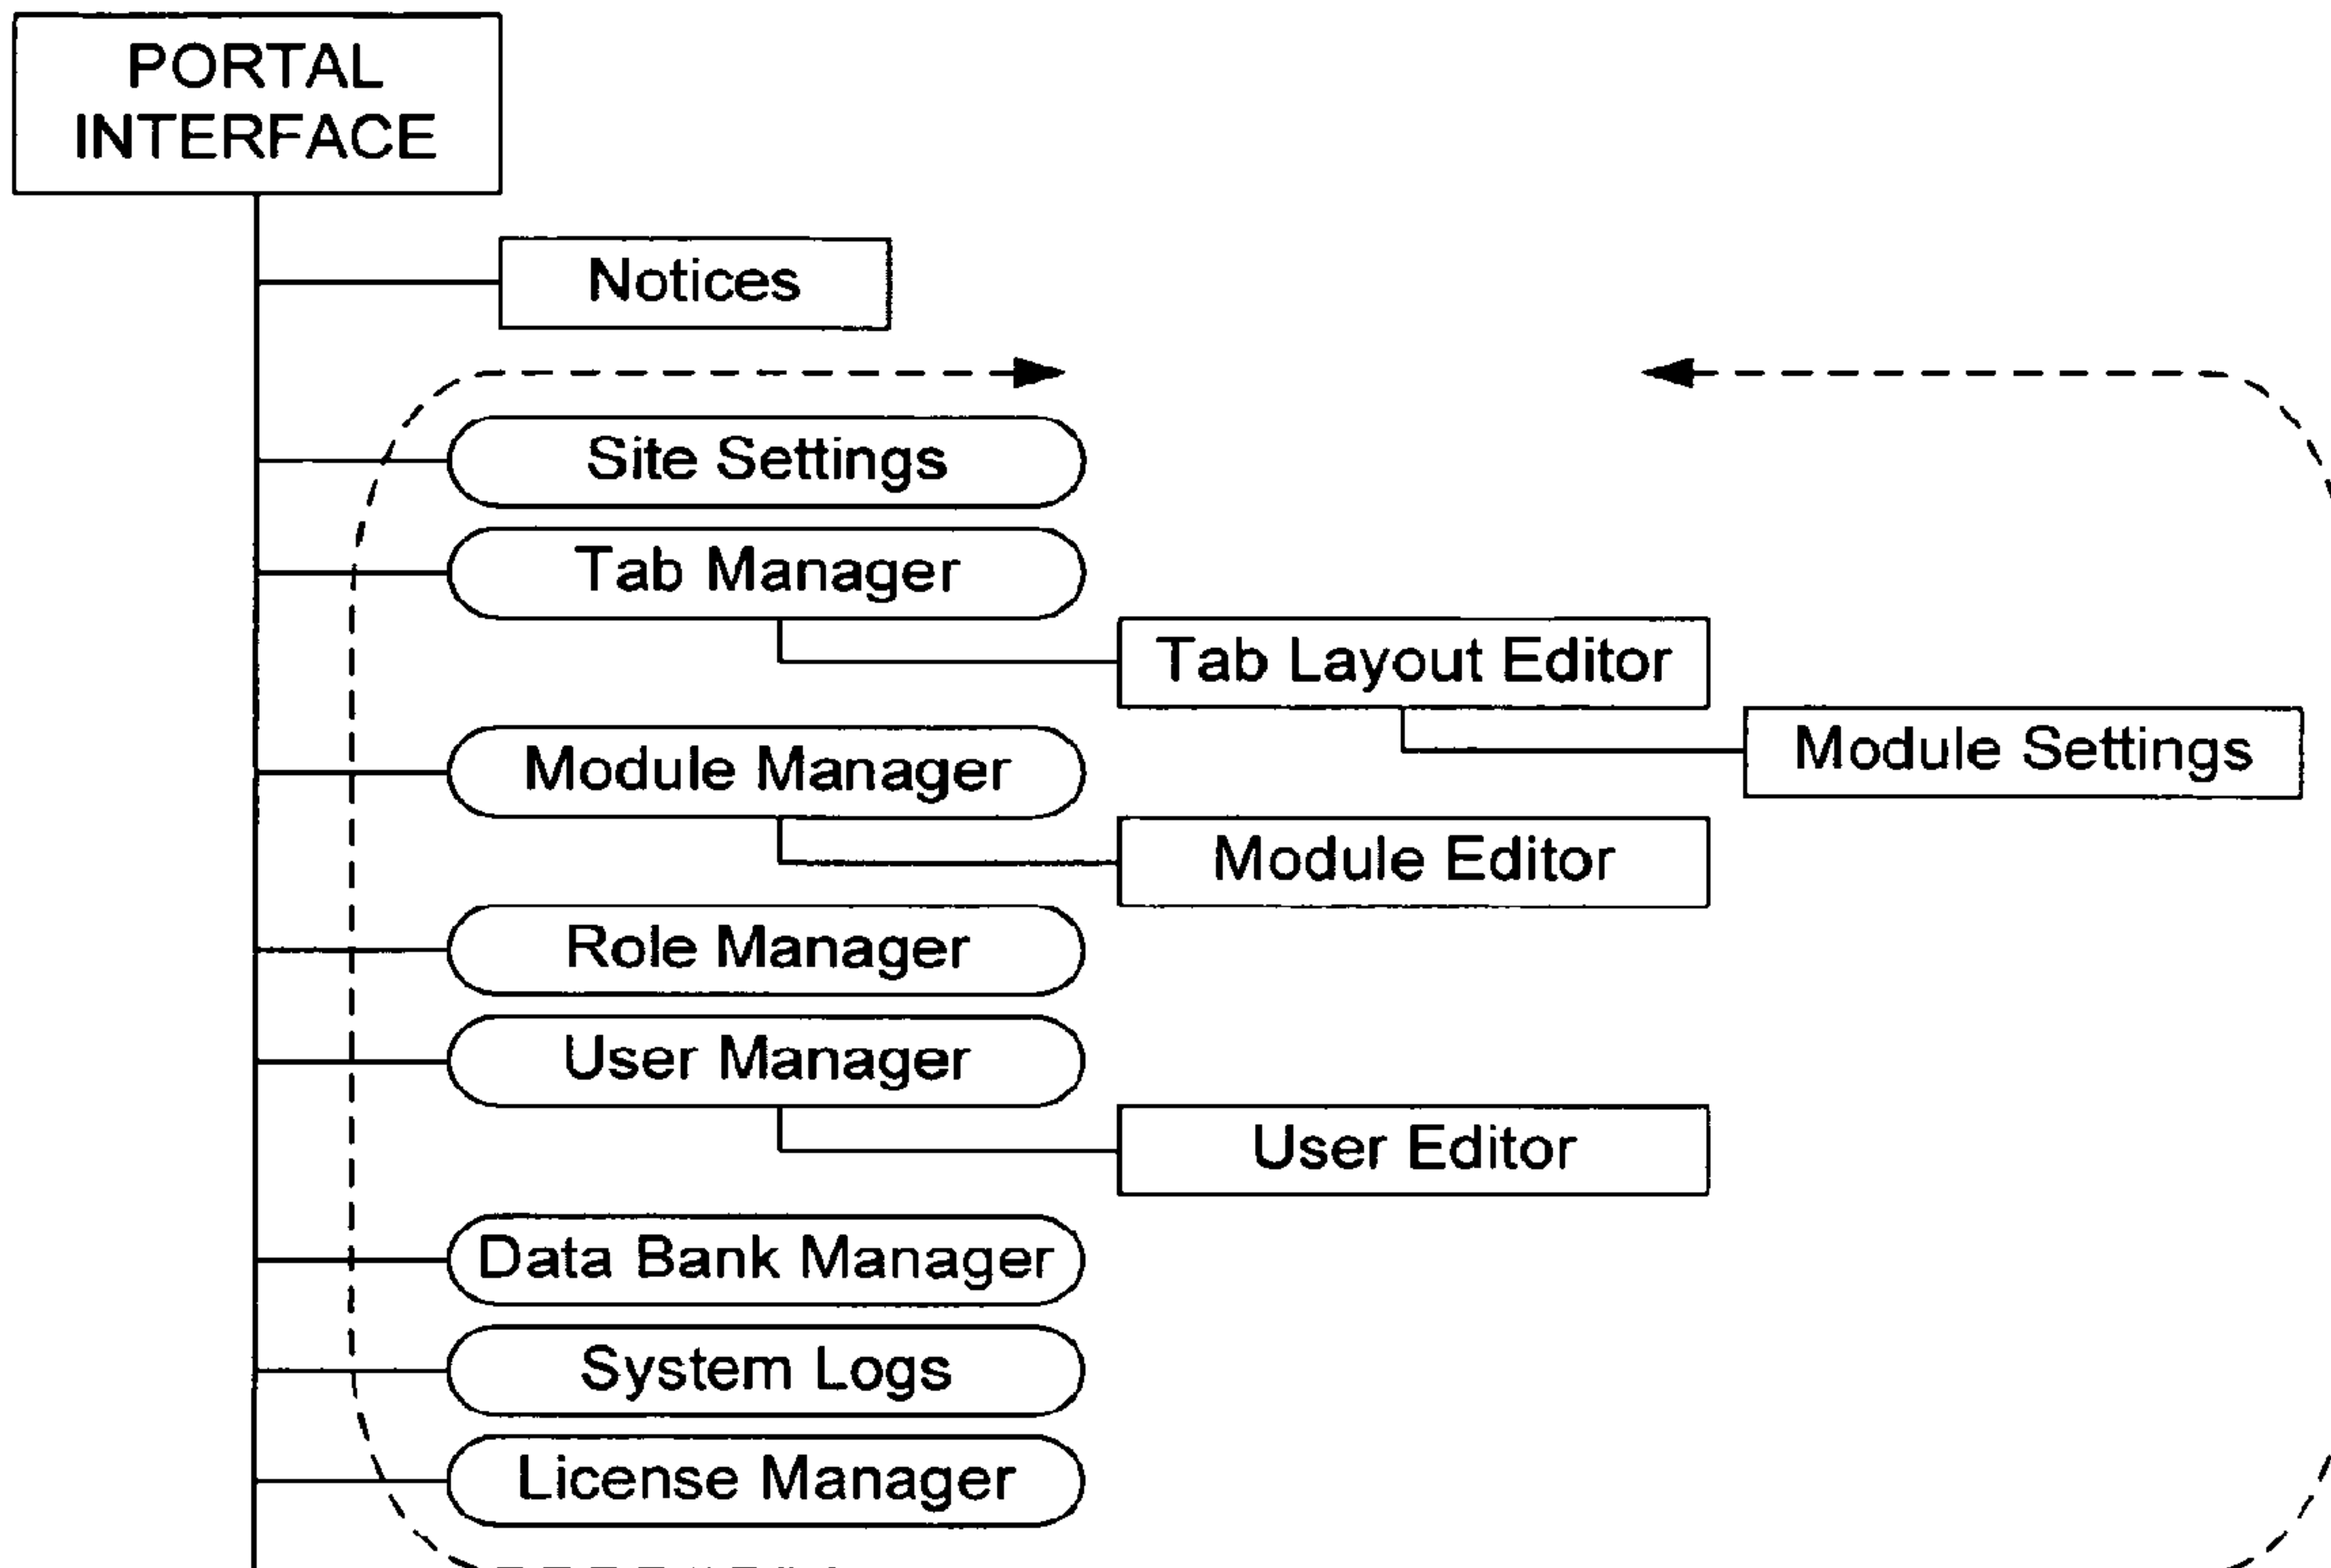 PORTAL
INTERFACE
Notices
Site Settings
Tab Manager
Tab Layout Editor
Module Settings
Module Manager
Module Editor
Role Manager
User Manager
User Editor
Data Bank Manager
System Logs
License Manager